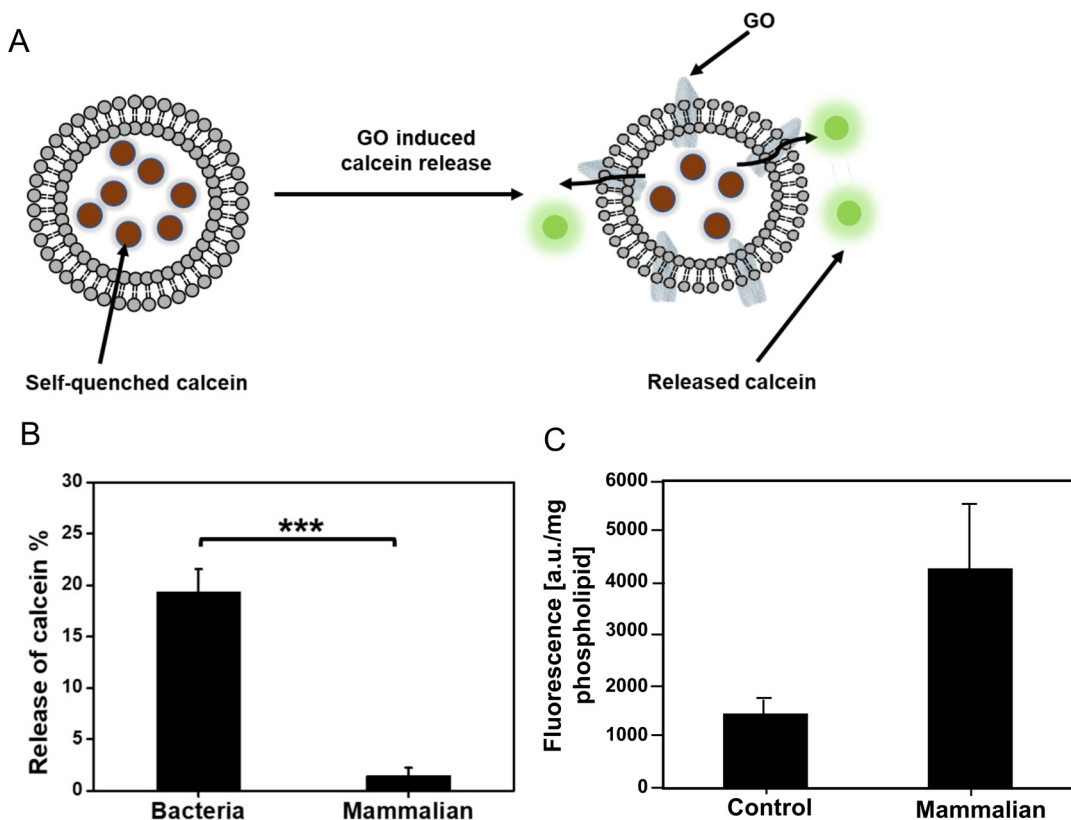 A
GO
GO induced
calcein release
Self-quenched calcein
Released calcein
B
Release of calcein %
30
25
20
15
10
5
0
***
Bacteria
Mammalian
C
Fluorescence [a.u./mg
phospholipid]
6000
5000
4000
3000
2000
1000
0
Control
Mammalian